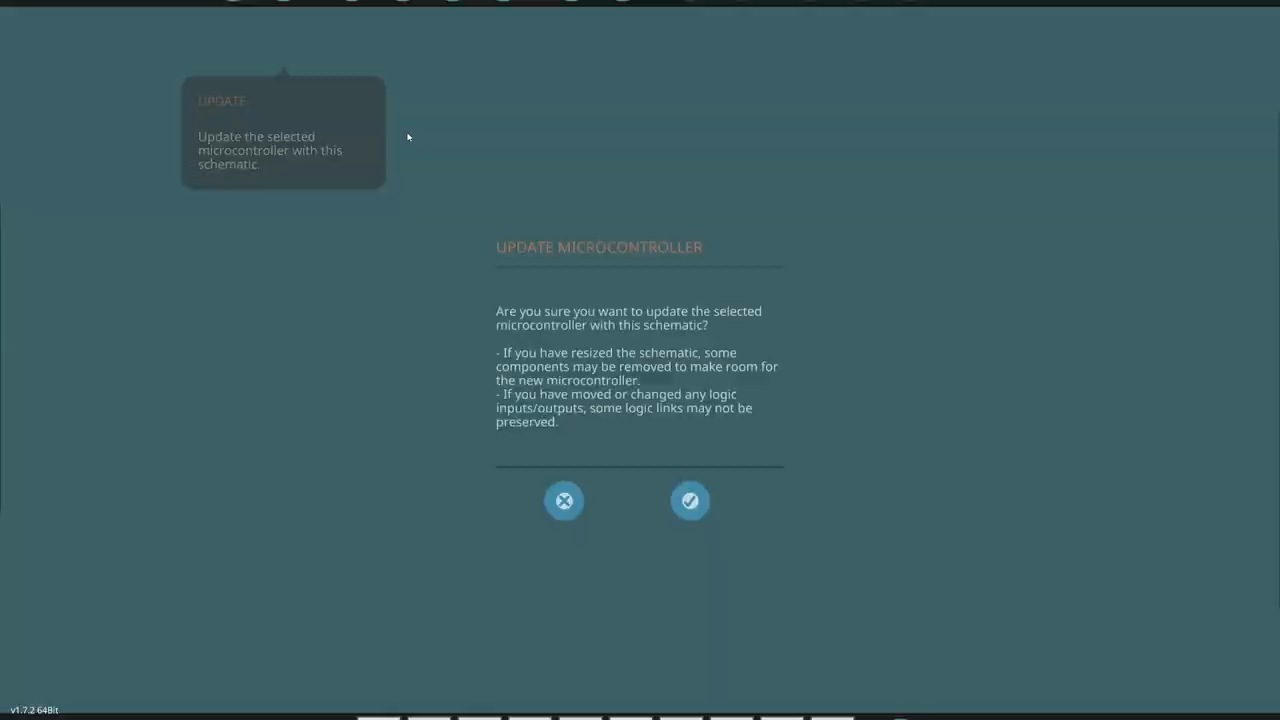 UPDATE
Update the selected
microcontroller with this
schematic.
UPDATE MICROCONTROLLER
Are you sure you want to update the selected
microcontroller with this schematic?
- If you have resized the schematic, some
components may be removed to make room for
the new microcontroller.
- If you have moved or changed any logic
inputs/outputs, some logic links may not be
preserved.
v1.7.2 64Bit